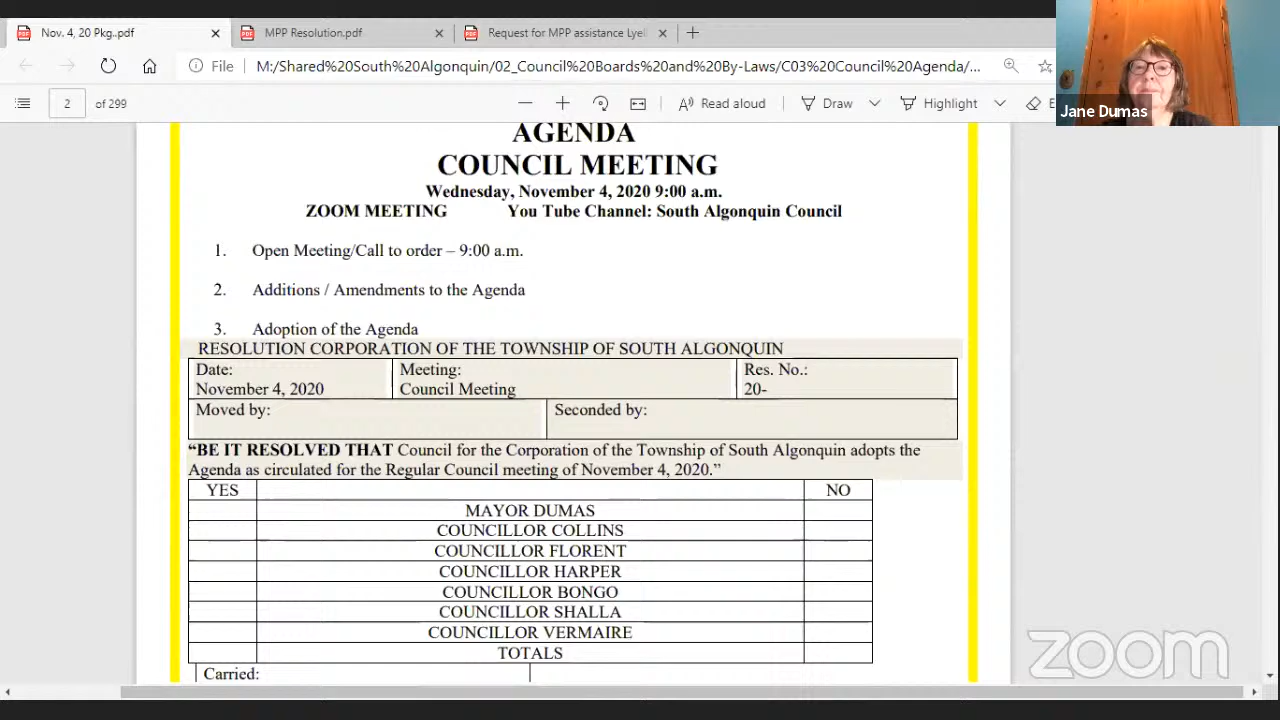 Nov. 4, 20 Pkg..pdf
MPP Resolution.pdf
Request for MPP assistance Lyell
File
M:/Shared%20South%20Algonquin/02_Council%20Boards%20and%20By-Laws/C03%20Council%20Agenda/...
2 of 299
Read aloud
Draw
Highlight
Jane Dumas
AGENDA
COUNCIL MEETING
Wednesday, November 4, 2020 9:00 a.m.
ZOOM MEETING You Tube Channel: South Algonquin Council
1. Open Meeting/Call to order – 9:00 a.m.
2. Additions / Amendments to the Agenda
3. Adoption of the Agenda
RESOLUTION CORPORATION OF THE TOWNSHIP OF SOUTH ALGONQUIN
Date: Meeting: Res. No.:
November 4, 2020 Council Meeting 20-
Moved by: Seconded by:
“BE IT RESOLVED THAT Council for the Corporation of the Township of South Algonquin adopts the
Agenda as circulated for the Regular Council meeting of November 4, 2020.”
YES NO
MAYOR DUMAS
COUNCILLOR COLLINS
COUNCILLOR FLORENT
COUNCILLOR HARPER
COUNCILLOR BONGO
COUNCILLOR SHALLA
COUNCILLOR VERMAIRE
TOTALS
Carried:
zoom